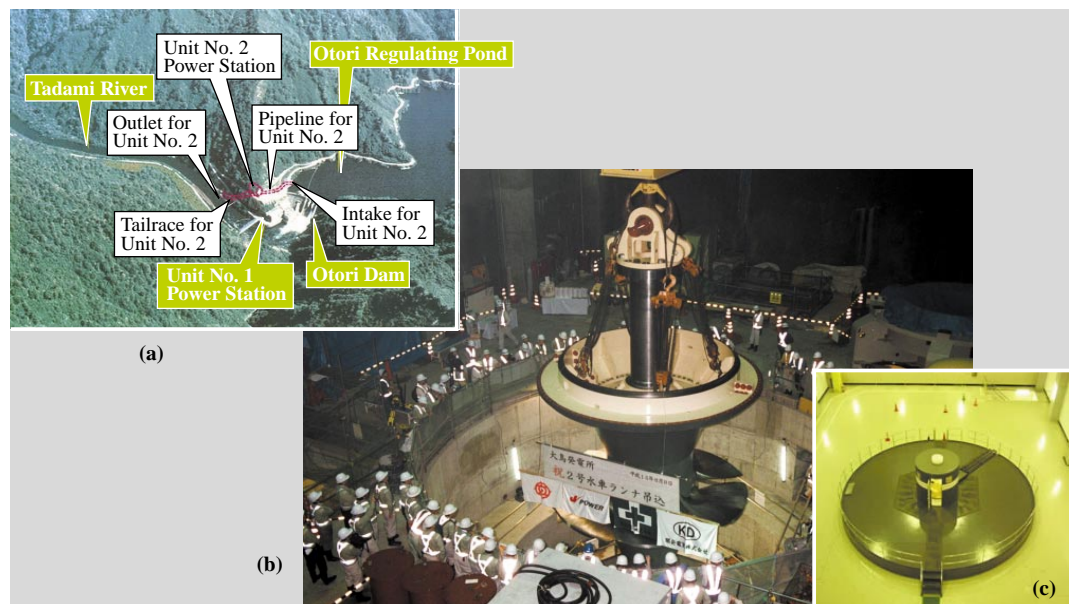 Unit No. 2
Power Station
Otori Regulating Pond
Tadami River
Outlet for
Unit No. 2
Pipeline for
Unit No. 2
Tailrace for
Unit No. 2
Intake for
Unit No. 2
Unit No. 1
Power Station
Otori Dam
(a)
大鳥発電所
祝2号水車ランナ吊込
POWER
KD
(b)
(c)